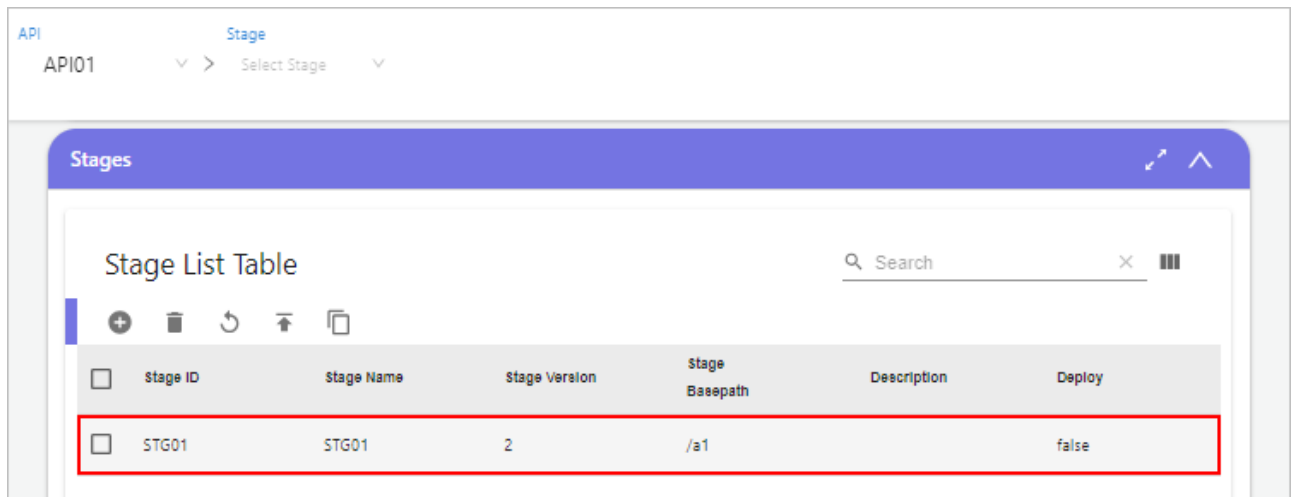 API Stage
API01 > Select Stage
Stages
Stage List Table Search
Stage ID Stage Name Stage Version Stage Basepath Description Deploy
STG01 STG01 2 /a1 false